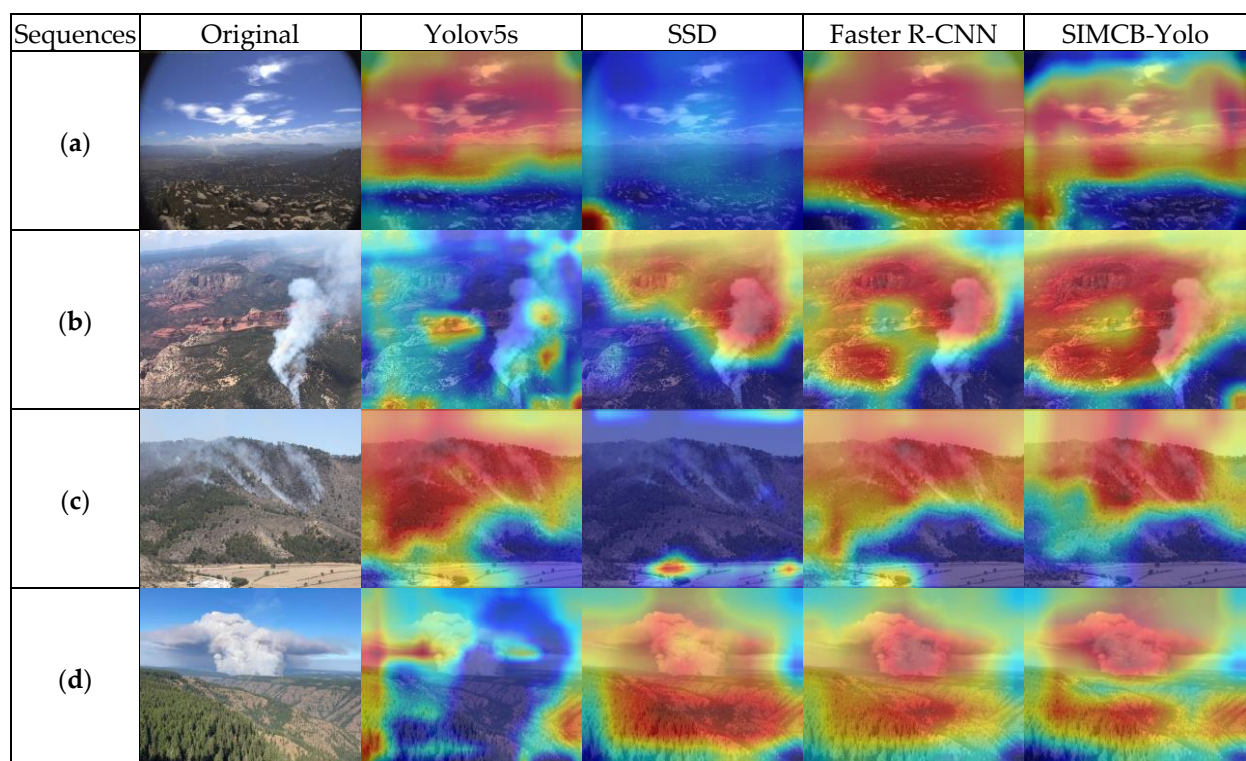 Sequences Original Yolov5s SSD Faster R-CNN SIMCB-Yolo
(a)
(b)
(c)
(d)